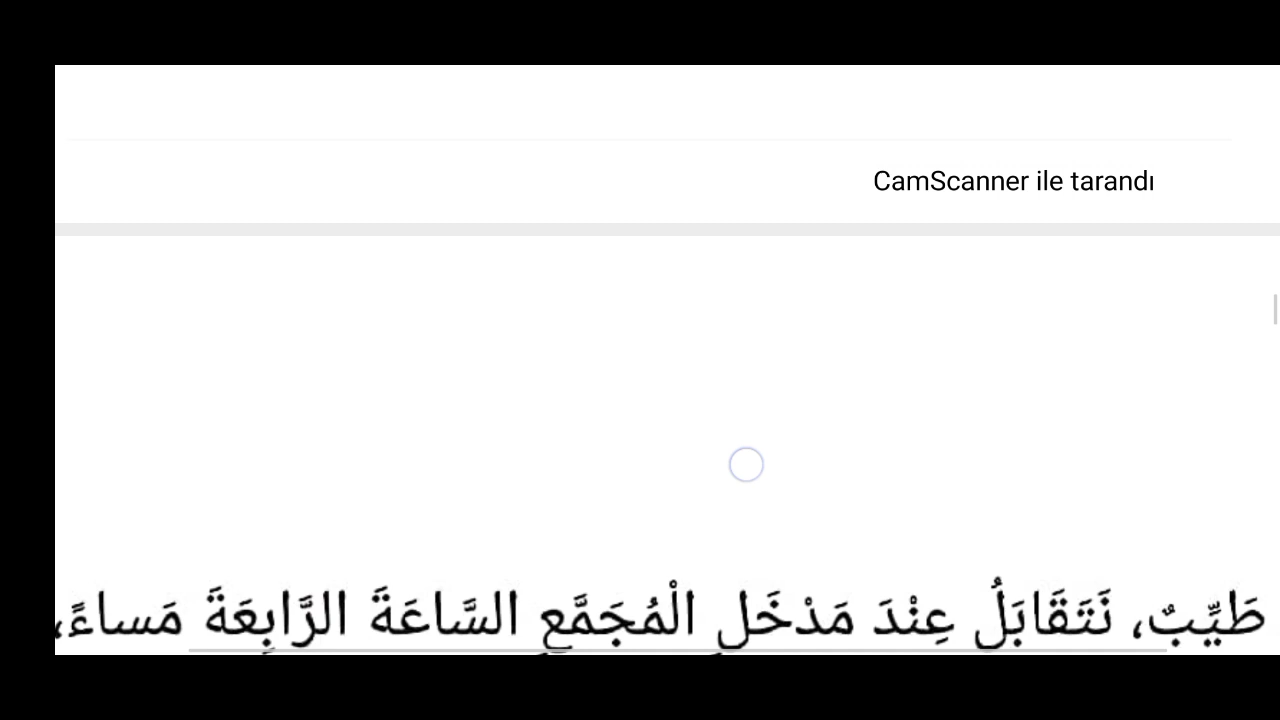 CamScanner ile tarandı
طَيِّبٌ، نَتَقَابَلُ عِنْدَ مَدْخَلِ الْمُجَمَّعِ السَّاعَةَ الرَّابِعَةَ مَساءً،